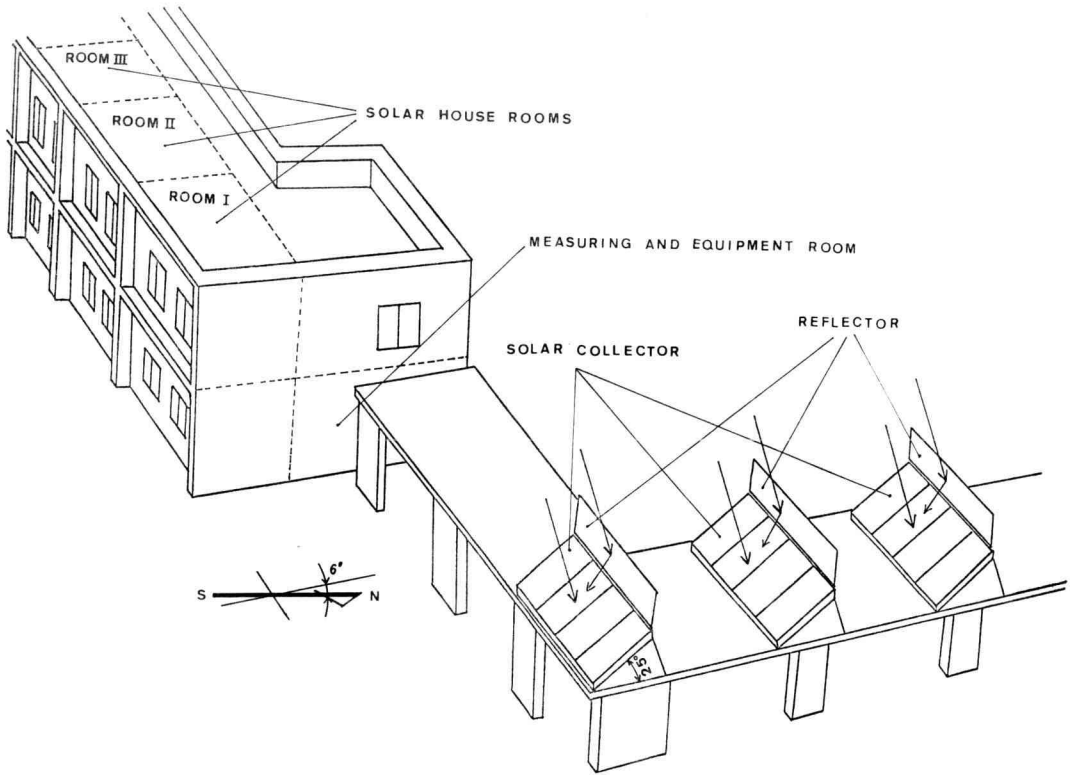 ROOM III
ROOM II
SOLAR HOUSE ROOMS
ROOM I
MEASURING AND EQUIPMENT ROOM
REFLECTOR
SOLAR COLLECTOR
6°
S N
25°